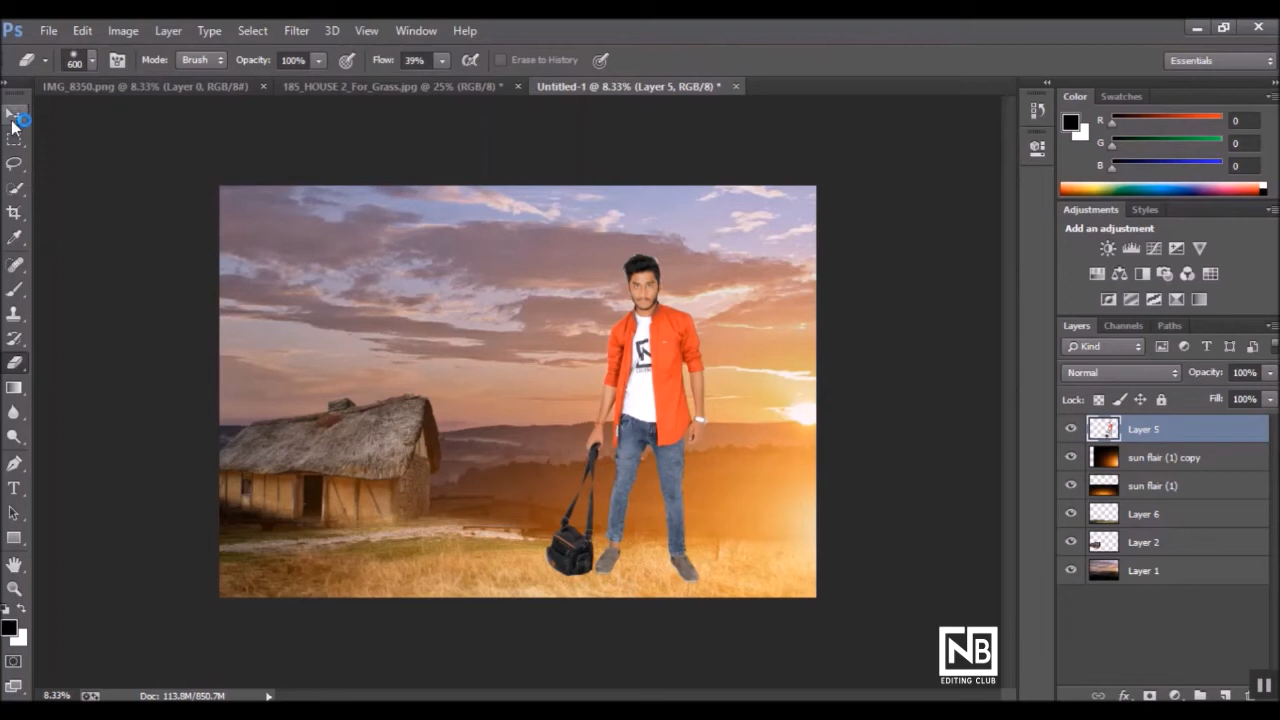 Ps File Edit Image Layer Type Select Filter 3D View Window Help
600 Mode: Brush Opacity: 100% Flow: 39% Erase to History Essentials
IMG_8350.png @ 8.33% (Layer 0, RGB/8#) × 185_HOUSE 2_For_Grass.jpg @ 25% (RGB/8) * × Untitled-1 @ 8.33% (Layer 5, RGB/8) * ×
Color Swatches
R 0
G 0
B 0
Adjustments Styles
Add an adjustment
Layers Channels Paths
Kind
Normal Opacity: 100%
Lock: Fill: 100%
Layer 5
sun flair (1) copy
sun flair (1)
Layer 6
Layer 2
Layer 1
NB
EDITING CLUB
8.33% Doc: 113.8M/850.7M